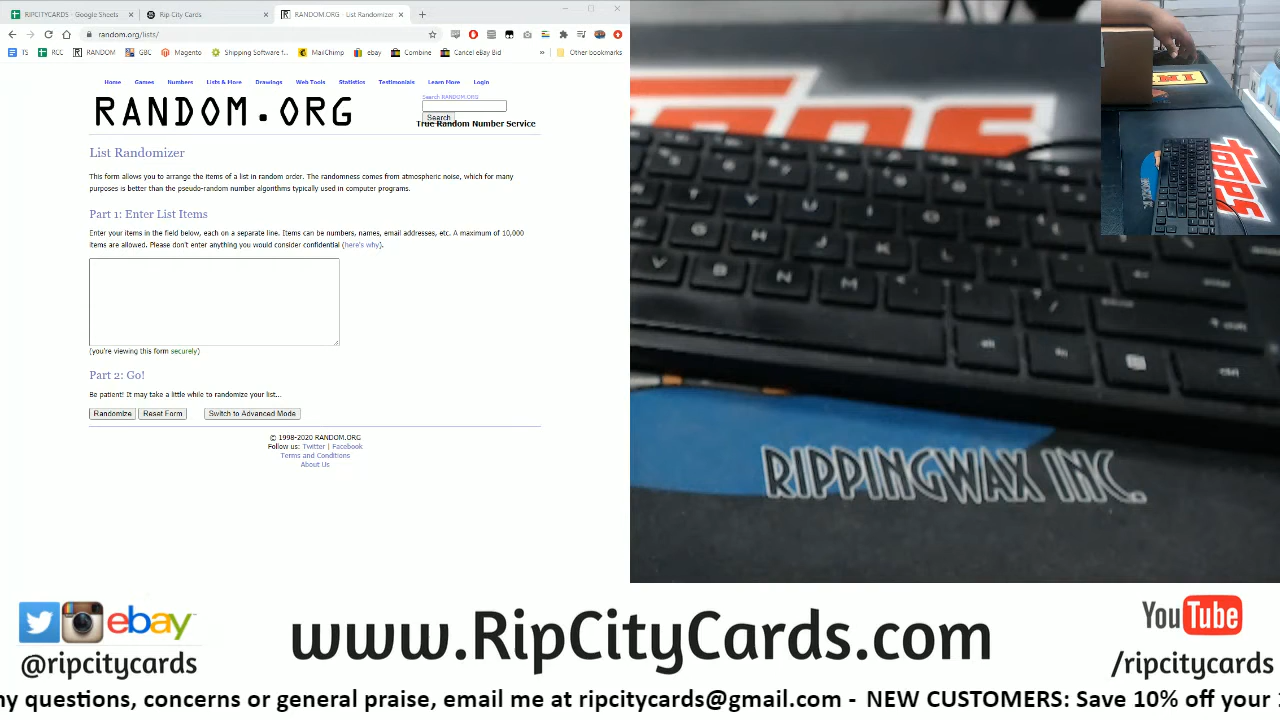 RIPCITYCARDS - Google Sheets
Rip City Cards
RANDOM.ORG - List Randomizer
random.org/lists/
TS
RCC
RANDOM
GBC
Magento
Shipping Software f...
MailChimp
ebay
Combine
Cancel eBay Bid
»
Other bookmarks
Home Games Numbers Lists & More Drawings Web Tools Statistics Testimonials Learn More Login
RANDOM.ORG
Search RANDOM.ORG
Search
True Random Number Service
List Randomizer
This form allows you to arrange the items of a list in random order. The randomness comes from atmospheric noise, which for many
purposes is better than the pseudo-random number algorithms typically used in computer programs.
Part 1: Enter List Items
Enter your items in the field below, each on a separate line. Items can be numbers, names, email addresses, etc. A maximum of 10,000
items are allowed. Please don't enter anything you would consider confidential (here's why).
(you're viewing this form securely)
Part 2: Go!
Be patient! It may take a little while to randomize your list...
Randomize Reset Form Switch to Advanced Mode
© 1998-2020 RANDOM.ORG
Follow us: Twitter | Facebook
Terms and Conditions
About Us
T Y U I O P
F G H J K L
V B N M
alt fn ctrl
RIPPINGWAX INC.
topps
ebay
@ripcitycards
www.RipCityCards.com
YouTube
/ripcitycards
ny questions, concerns or general praise, email me at ripcitycards@gmail.com - NEW CUSTOMERS: Save 10% off your